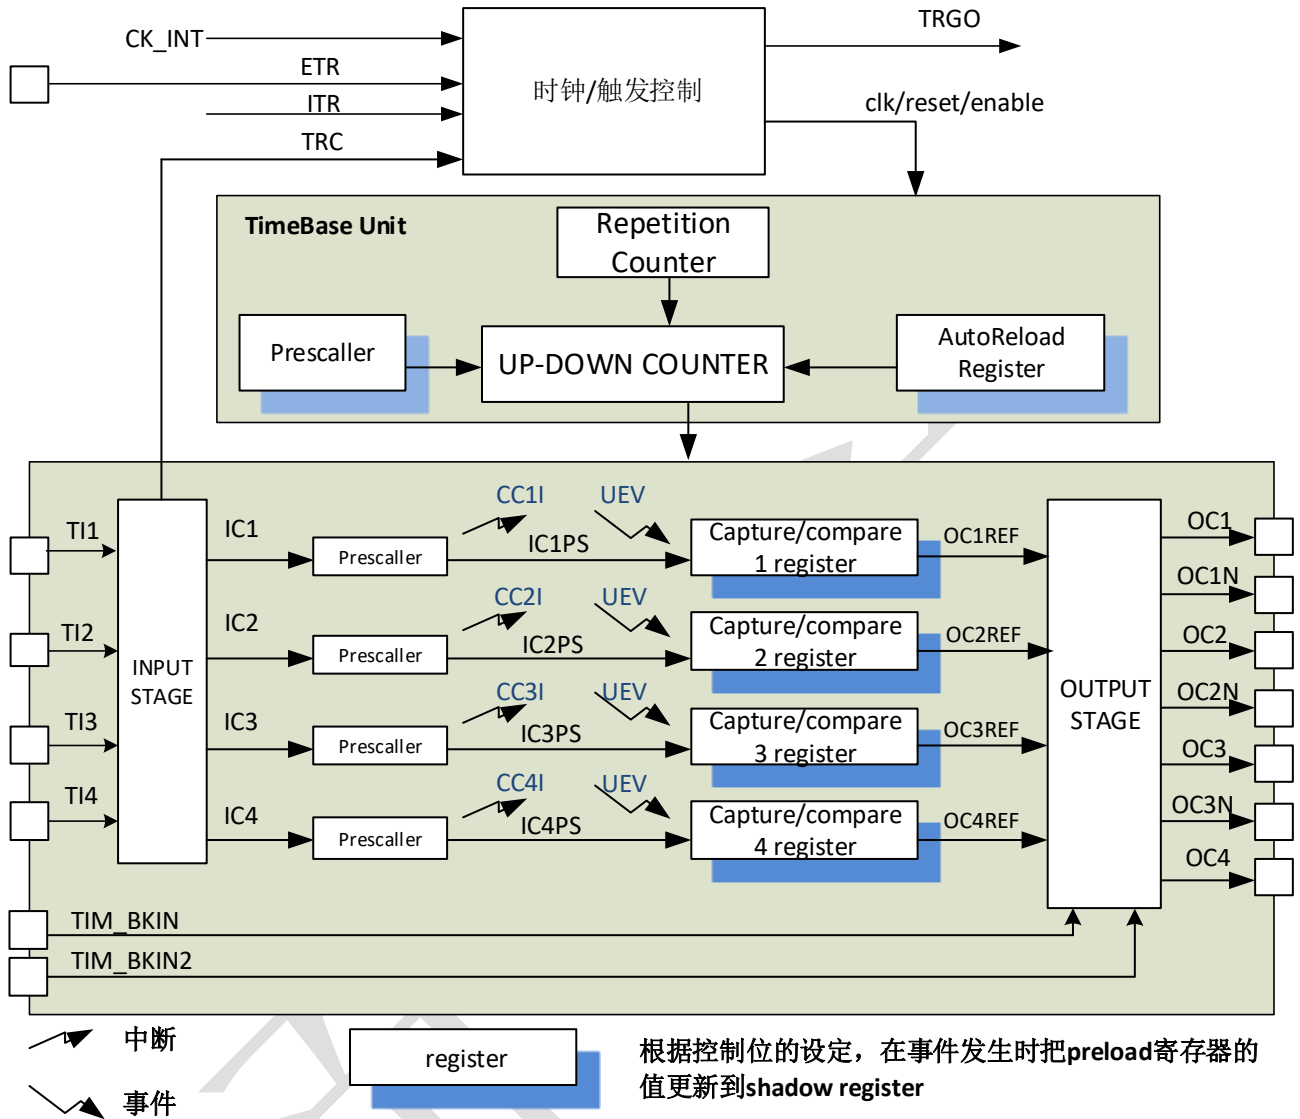 TRGO
CK_INT
ETR
时钟/触发控制
ITR
clk/reset/enable
TRC
TimeBase Unit
Repetition
Counter
Prescaller
UP-DOWN COUNTER
AutoReload
Register
CC1I
UEV
TI1
IC1
Prescaller
IC1PS
Capture/compare
1 register
OC1REF
OC1
OC1N
CC2I
UEV
TI2
IC2
Prescaller
IC2PS
Capture/compare
2 register
OC2REF
OC2
INPUT
STAGE
OUTPUT
STAGE
OC2N
CC3I
UEV
TI3
IC3
Prescaller
IC3PS
Capture/compare
3 register
OC3REF
OC3
OC3N
CC4I
UEV
TI4
IC4
Prescaller
IC4PS
Capture/compare
4 register
OC4REF
OC4
TIM_BKIN
TIM_BKIN2
中断
事件
register
根据控制位的设定，在事件发生时把preload寄存器的
值更新到shadow register